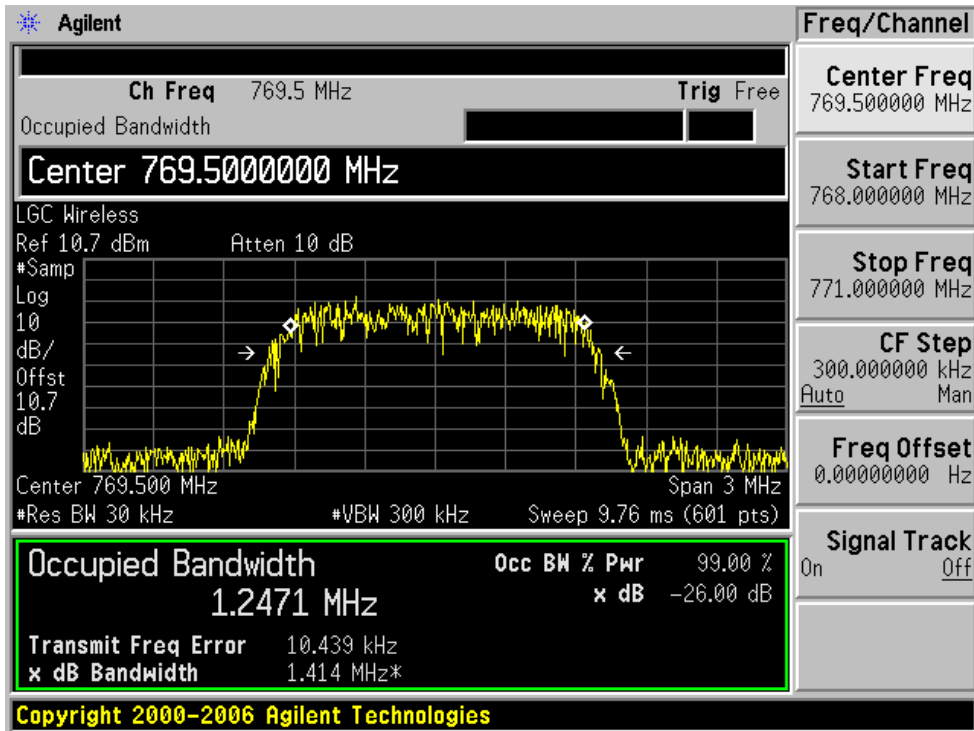 Agilent
Freq/Channel
Ch Freq 769.5 MHz Trig Free
Occupied Bandwidth
Center 769.5000000 MHz
LGC Wireless
Ref 10.7 dBm Atten 10 dB
#Samp
Log
10
dB/
Offst
10.7
dB
Center 769.500 MHz Span 3 MHz
#Res BW 30 kHz #VBW 300 kHz Sweep 9.76 ms (601 pts)
Occupied Bandwidth
1.2471 MHz
Occ BW % Pwr 99.00 %
x dB -26.00 dB
Transmit Freq Error 10.439 kHz
x dB Bandwidth 1.414 MHz*
Center Freq
769.500000 MHz
Start Freq
768.000000 MHz
Stop Freq
771.000000 MHz
CF Step
300.000000 kHz
Auto Man
Freq Offset
0.00000000 Hz
Signal Track
On Off
Copyright 2000-2006 Agilent Technologies